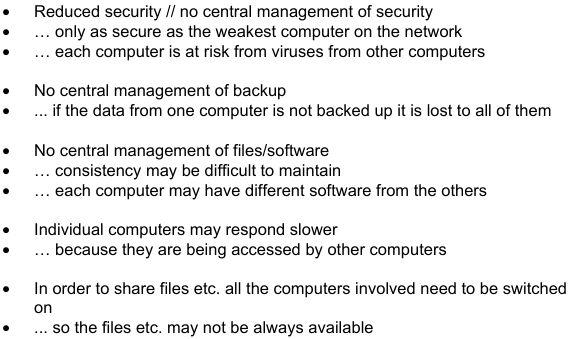 • Reduced security // no central management of security
• … only as secure as the weakest computer on the network
• … each computer is at risk from viruses from other computers
• No central management of backup
• ... if the data from one computer is not backed up it is lost to all of them
• No central management of files/software
• … consistency may be difficult to maintain
• … each computer may have different software from the others
• Individual computers may respond slower
• … because they are being accessed by other computers
• In order to share files etc. all the computers involved need to be switched
on
• ... so the files etc. may not be always available